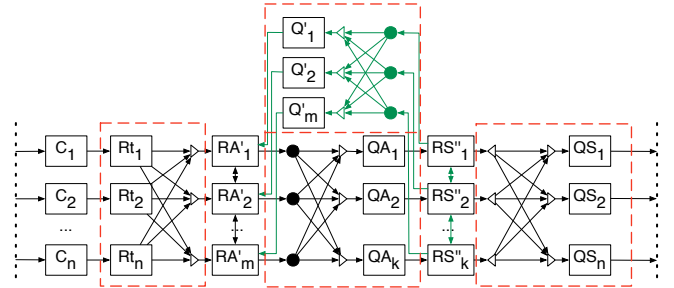 Q'1
Q'2
Q'm
C1 Rt1 RA'1 QA1 RS"1 QS1
C2 Rt2 RA'2 QA2 RS"2 QS2
... ... ...
Cn Rtn RA'm QAk RS"k QSn